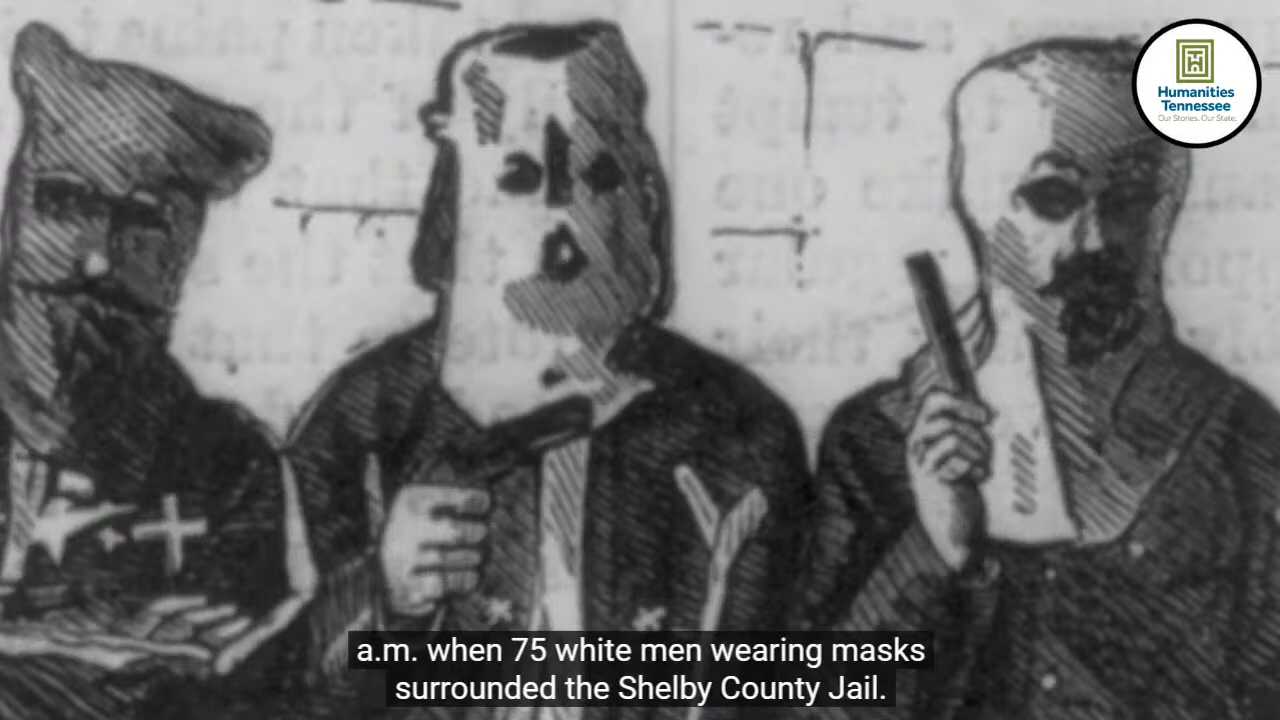 Humanities
Tennessee
Our Stories. Our State.
a.m. when 75 white men wearing masks
surrounded the Shelby County Jail.